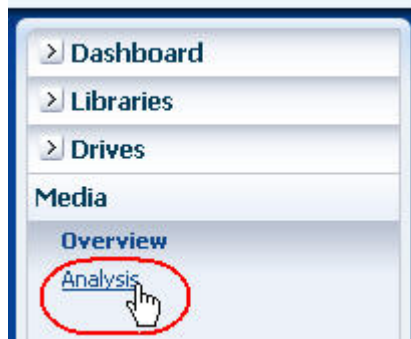 Dashboard
Libraries
Drives
Media
Overview
Analysis